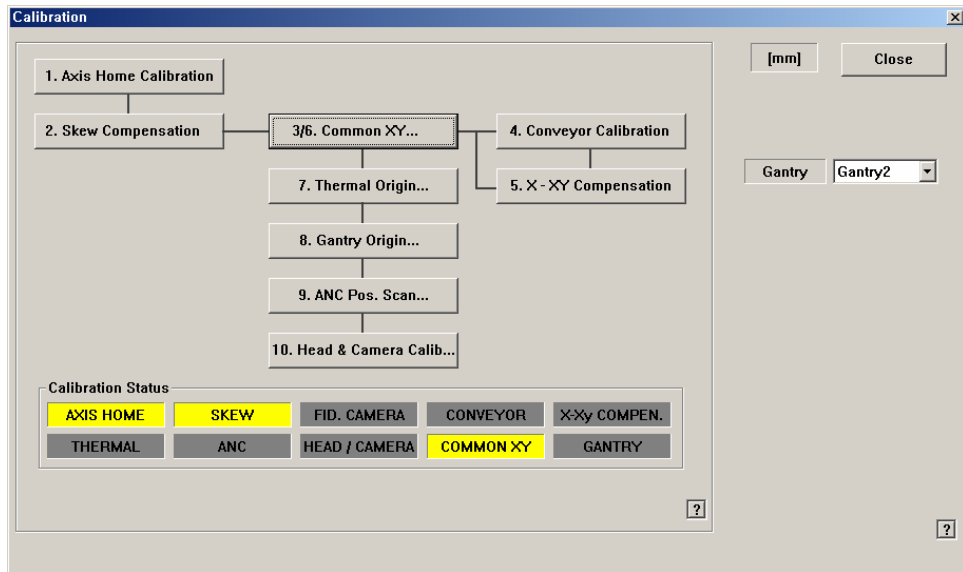 Calibration
[mm]
Close
1. Axis Home Calibration
2. Skew Compensation
3/6. Common XY...
4. Conveyor Calibration
7. Thermal Origin...
5. X - XY Compensation
Gantry
Gantry2
8. Gantry Origin...
9. ANC Pos. Scan...
10. Head & Camera Calib...
Calibration Status
AXIS HOME
SKEW
FID. CAMERA
CONVEYOR
X-Xy COMPEN.
THERMAL
ANC
HEAD / CAMERA
COMMON XY
GANTRY
?
?